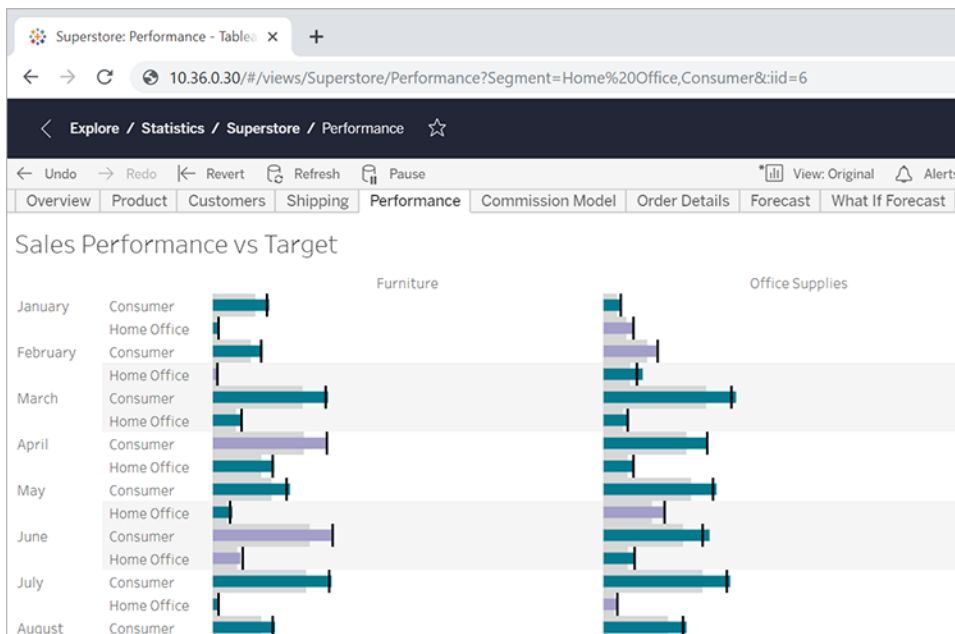 Superstore: Performance - Tablea
10.36.0.30/#/views/Superstore/Performance?Segment=Home%20Office,Consumer&:iid=6
Explore / Statistics / Superstore / Performance
Undo Redo Revert Refresh Pause View: Original Alerts
Overview Product Customers Shipping Performance Commission Model Order Details Forecast What If Forecast
Sales Performance vs Target
Furniture Office Supplies
January Consumer
Home Office
February Consumer
Home Office
March Consumer
Home Office
April Consumer
Home Office
May Consumer
Home Office
June Consumer
Home Office
July Consumer
Home Office
August Consumer